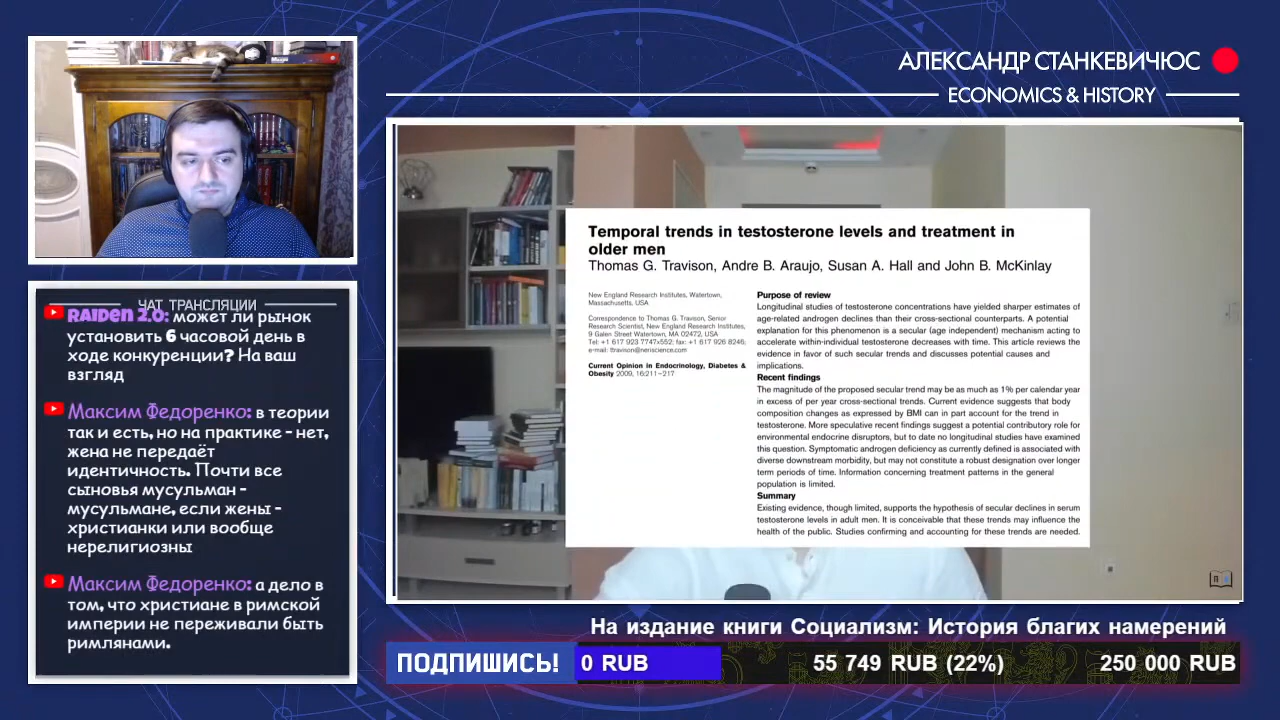 АЛЕКСАНДР СТАНКЕВИЧЮС
ECONOMICS & HISTORY
Temporal trends in testosterone levels and treatment in
older men
Thomas G. Travison, Andre B. Araujo, Susan A. Hall and John B. McKinlay
New England Research Institutes, Watertown,
Massachusetts, USA
Correspondence to Thomas G. Travison, Senior
Research Scientist, New England Research Institutes,
9 Galen Street Watertown, MA 02472, USA
Tel: +1 617 923 7747x552; fax: +1 617 926 8246;
e-mail: ttravison@neriscience.com
Current Opinion in Endocrinology, Diabetes &
Obesity 2009, 16:211–217
Purpose of review
Longitudinal studies of testosterone concentrations have yielded sharper estimates of
age-related androgen declines than their cross-sectional counterparts. A potential
explanation for this phenomenon is a secular (age independent) mechanism acting to
accelerate within-individual testosterone decreases with time. This article reviews the
evidence in favor of such secular trends and discusses potential causes and
implications.
Recent findings
The magnitude of the proposed secular trend may be as much as 1% per calendar year
in excess of per year cross-sectional trends. Current evidence suggests that body
composition changes as expressed by BMI can in part account for the trend in
testosterone. More speculative recent findings suggest a potential contributory role for
environmental endocrine disruptors, but to date no longitudinal studies have examined
this question. Symptomatic androgen deficiency as currently defined is associated with
diverse downstream morbidity, but may not constitute a robust designation over longer
term periods of time. Information concerning treatment patterns in the general
population is limited.
Summary
Existing evidence, though limited, supports the hypothesis of secular declines in serum
testosterone levels in adult men. It is conceivable that these trends may influence the
health of the public. Studies confirming and accounting for these trends are needed.
ЧАТ ТРАНСЛЯЦИИ
Raiden 2.0: может ли рынок
установить 6 часовой день в
ходе конкуренции? На ваш
взгляд
Максим Федоренко: в теории
так и есть, но на практике - нет,
жена не передаёт
идентичность. Почти все
сыновья мусульман -
мусульмане, если жены -
христианки или вообще
нерелигиозны
Максим Федоренко: а дело в
том, что христиане в римской
империи не переживали быть
римлянами.
На издание книги Социализм: История благих намерений
ПОДПИШИСЬ!
0 RUB
55 749 RUB (22%)
250 000 RUB